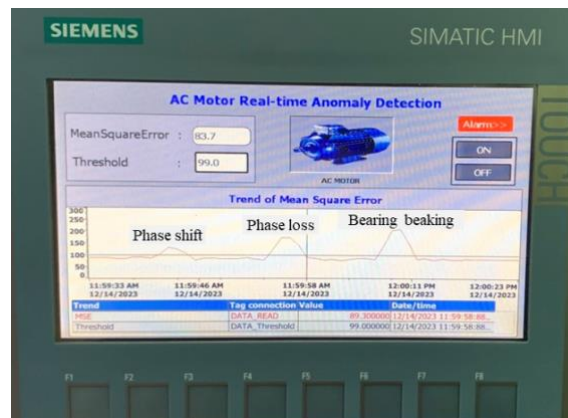 SIEMENS
SIMATIC HMI
TOUCH
AC Motor Real-time Anomaly Detection
MeanSquareError : 83.7
Threshold : 99.0
AC MOTOR
Alarm>>
ON
OFF
Trend of Mean Square Error
300
250
200
150
100
50
0
Phase shift
Phase loss
Bearing beaking
11:59:33 AM 11:59:46 AM 11:59:58 AM 12:00:11 PM 12:00:23 PM
12/14/2023 12/14/2023 12/14/2023 12/14/2023 12/14/2023
Trend Tag connection Value Date/time
MSE DATA_READ 89.300000 12/14/2023 11:59:58:88...
Threshold DATA_Threshold 99.000000 12/14/2023 11:59:58:88...
F1 F2 F3 F4 F5 F6 F7 F8